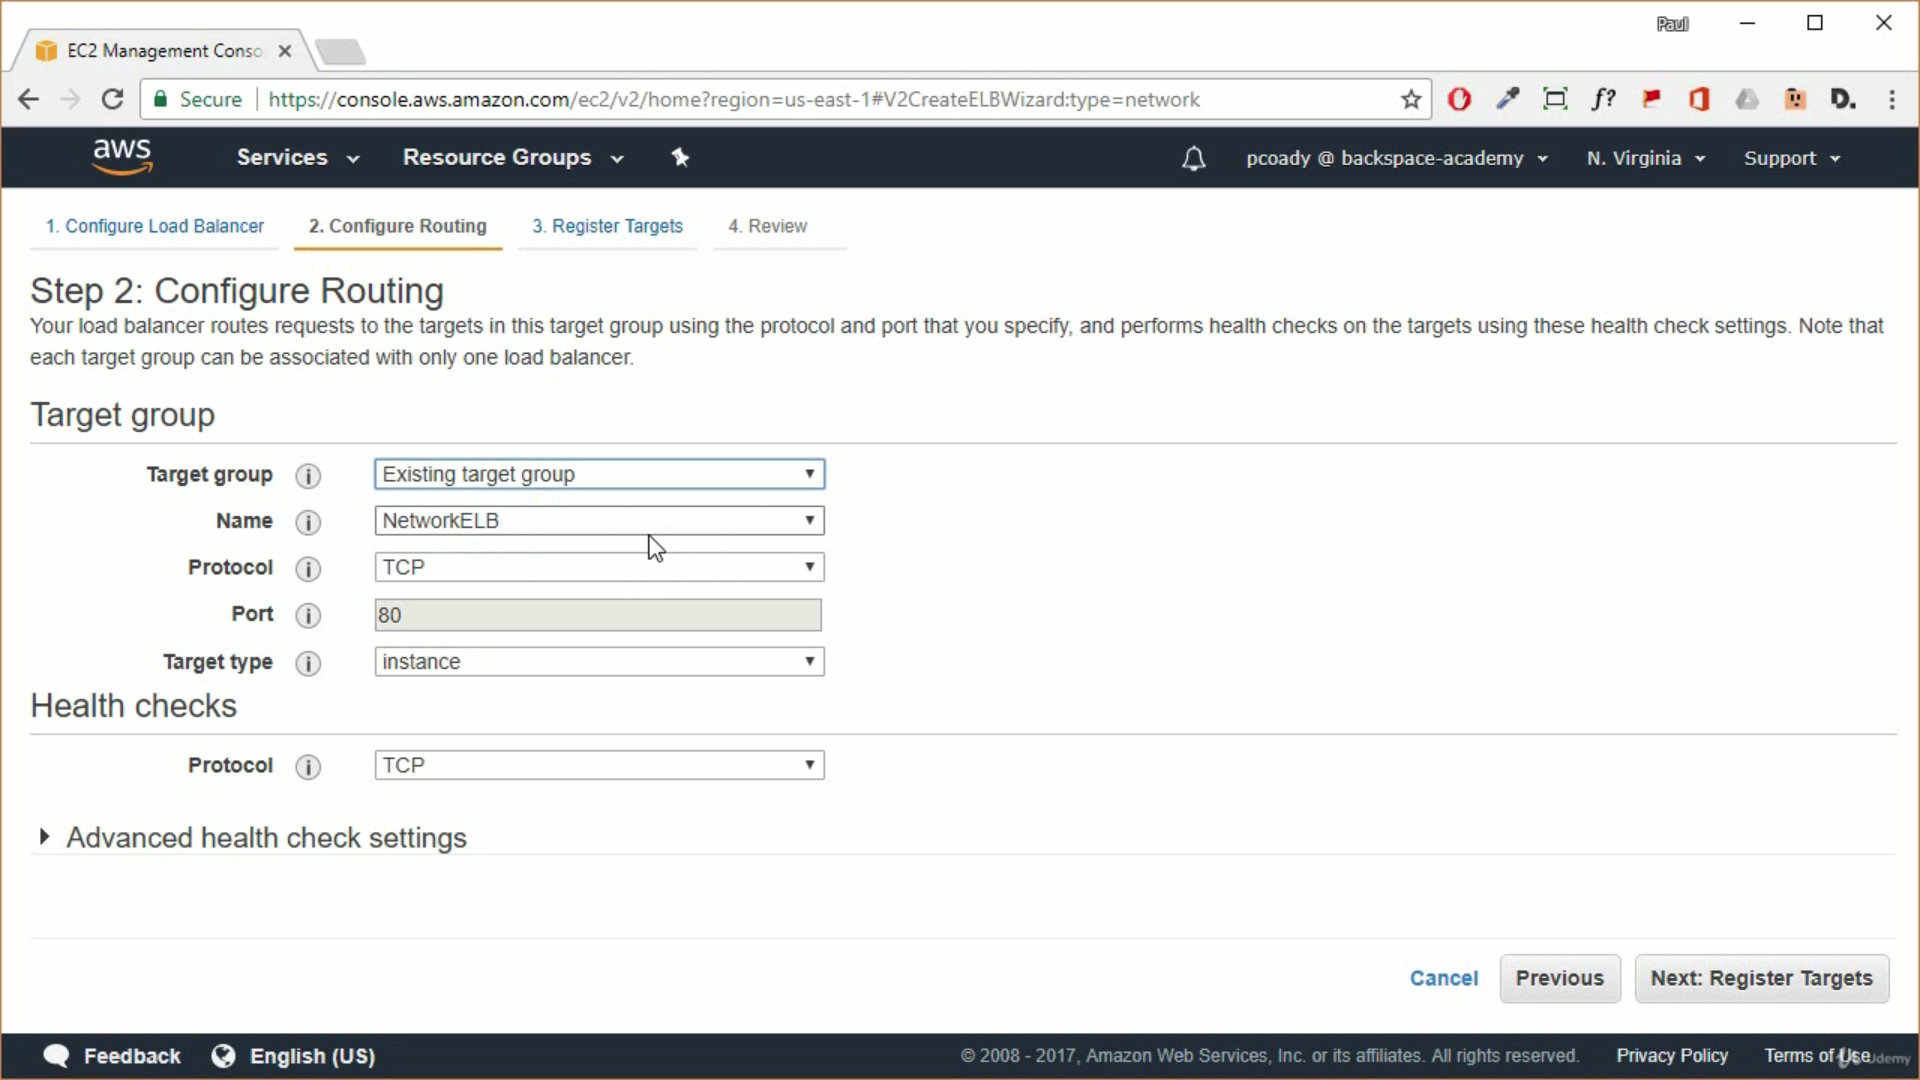 Paul
EC2 Management Conso
Secure https://console.aws.amazon.com/ec2/v2/home?region=us-east-1#V2CreateELBWizard:type=network
f?
D.
aws Services Resource Groups pcoady @ backspace-academy N. Virginia Support
1. Configure Load Balancer 2. Configure Routing 3. Register Targets 4. Review
Step 2: Configure Routing
Your load balancer routes requests to the targets in this target group using the protocol and port that you specify, and performs health checks on the targets using these health check settings. Note that
each target group can be associated with only one load balancer.
Target group
Target group Existing target group
Name NetworkELB
Protocol TCP
Port 80
Target type instance
Health checks
Protocol TCP
Advanced health check settings
Cancel Previous Next: Register Targets
Feedback English (US) © 2008 - 2017, Amazon Web Services, Inc. or its affiliates. All rights reserved. Privacy Policy Terms of Use
Udemy